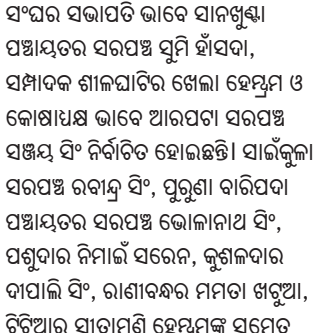 ସଂଘର ସଭାପତି ଭାବେ ସାନଖୁଣ୍ଟା
ପଞ୍ଚାୟତର ସରପଞ୍ଚ ସୁମି ହାଁସଦା,
ସମ୍ପାଦକ ଶୀଳଘାଟିର ଖେଲା ହେମ୍ବ୍ରମ ଓ
କୋଷାଧ୍ୟକ୍ଷ ଭାବେ ଆରପଟା ସରପଞ୍ଚ
ସଞ୍ଜୟ ସିଂ ନିର୍ବାଚିତ ହୋଇଛନ୍ତି। ସାଇଁକୁଳା
ସରପଞ୍ଚ ରବୀନ୍ଦ୍ର ସିଂ, ପୁରୁଣା ବାରିପଦା
ପଞ୍ଚାୟତର ସରପଞ୍ଚ ଭୋଳାନାଥ ସିଂ,
ପଶୁଦାର ନିମାଇଁ ସରେନ, କୁଶଳଦାର
ଦୀପାଲି ସିଂ, ରାଣୀବନ୍ଧର ମମତା ଖଟୁଆ,
ଟିଟିଆର ସୀତାମଣି ହେମ୍ବ୍ରମଙ୍କ ସମେତ